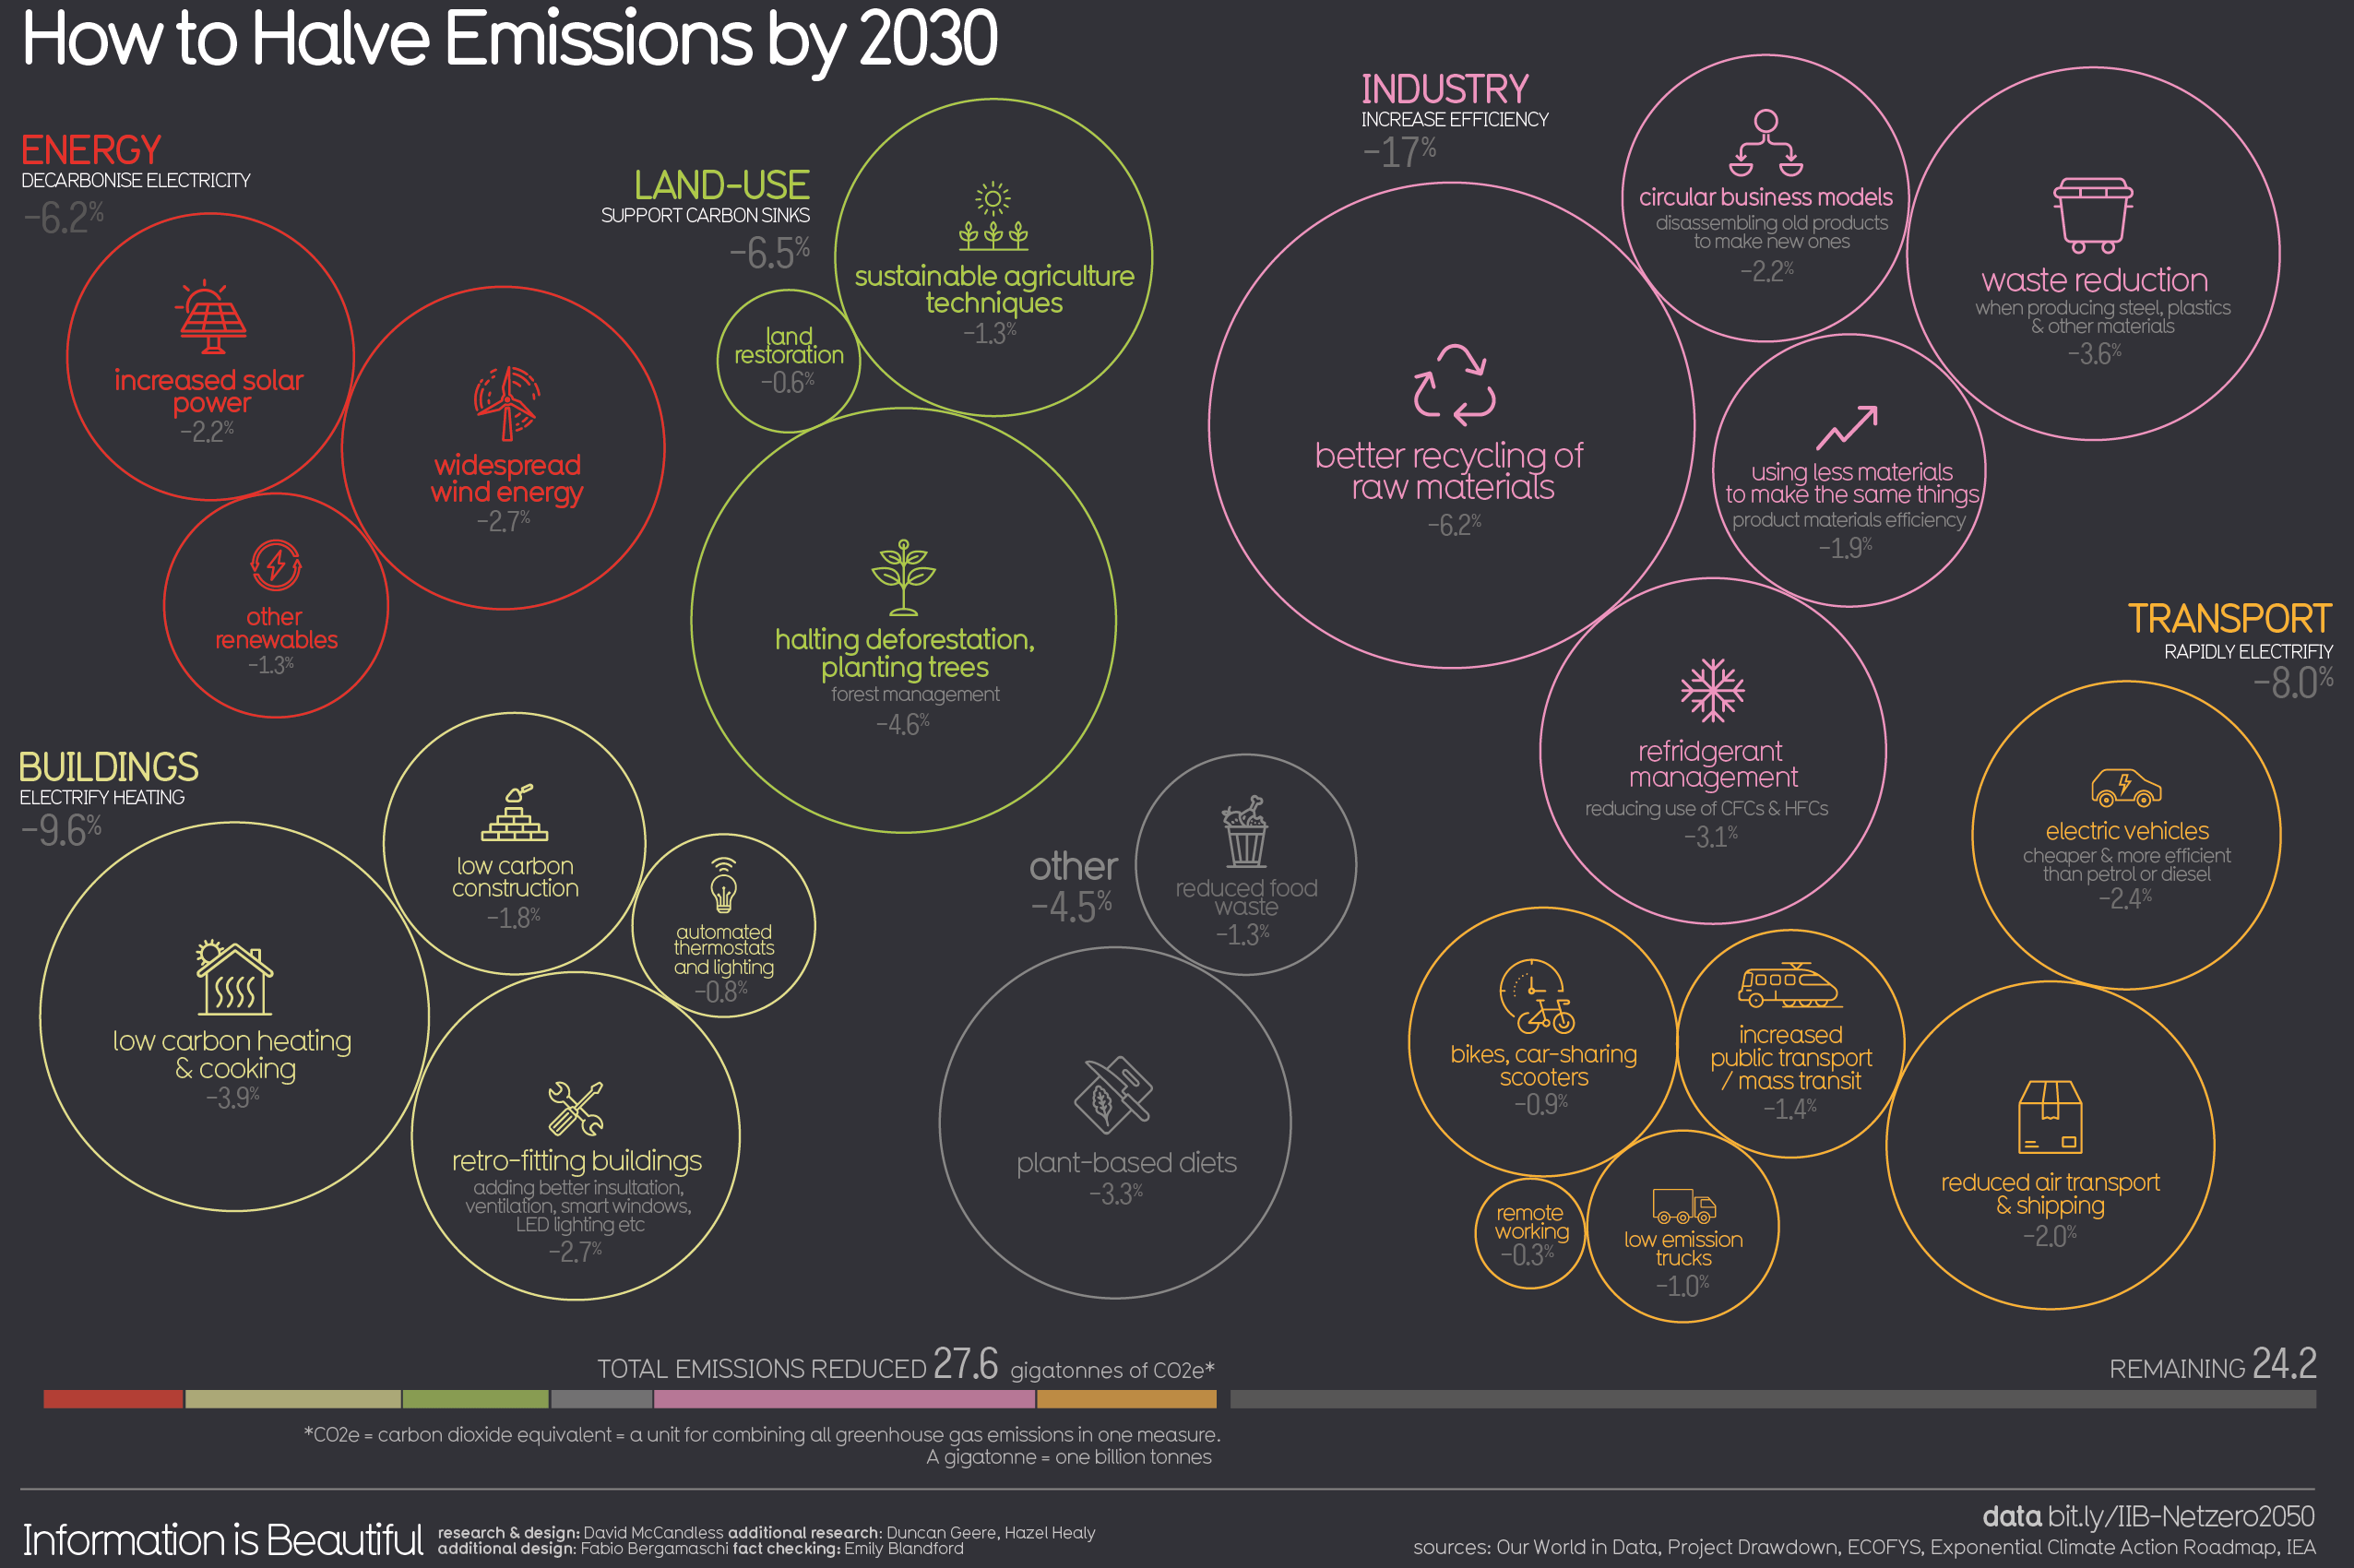 How to Halve Emissions by 2030
ENERGY
DECARBONISE ELECTRICITY
-6.2%
increased solar
power
-2.2%
widespread
wind energy
-2.7%
other
renewables
-1.3%
LAND-USE
SUPPORT CARBON SINKS
-6.5%
sustainable agriculture
techniques
-1.3%
land
restoration
-0.6%
halting deforestation,
planting trees
forest management
-4.6%
INDUSTRY
INCREASE EFFICIENCY
-17%
circular business models
disassembling old products
to make new ones
-2.2%
waste reduction
when producing steel, plastics
& other materials
-3.6%
better recycling of
raw materials
-6.2%
using less materials
to make the same things
product materials efficiency
-1.9%
refridgerant
management
reducing use of CFCs & HFCs
-3.1%
TRANSPORT
RAPIDLY ELECTRIFIY
-8.0%
electric vehicles
cheaper & more efficient
than petrol or diesel
-2.4%
bikes, car-sharing
scooters
-0.9%
increased
public transport
/ mass transit
-1.4%
reduced air transport
& shipping
-2.0%
remote
working
-0.3%
low emission
trucks
-1.0%
BUILDINGS
ELECTRIFY HEATING
-9.6%
low carbon
construction
-1.8%
automated
thermostats
and lighting
-0.8%
low carbon heating
& cooking
-3.9%
retro-fitting buildings
adding better insultation,
ventilation, smart windows,
LED lighting etc
-2.7%
other
-4.5%
reduced food
waste
-1.3%
plant-based diets
-3.3%
TOTAL EMISSIONS REDUCED 27.6 gigatonnes of CO2e*
REMAINING 24.2
*CO2e = carbon dioxide equivalent = a unit for combining all greenhouse gas emissions in one measure.
A gigatonne = one billion tonnes
Information is Beautiful
research & design: David McCandless additional research: Duncan Geere, Hazel Healy
additional design: Fabio Bergamaschi fact checking: Emily Blandford
data bit.ly/IIB-Netzero2050
sources: Our World in Data, Project Drawdown, ECOFYS, Exponential Climate Action Roadmap, IEA